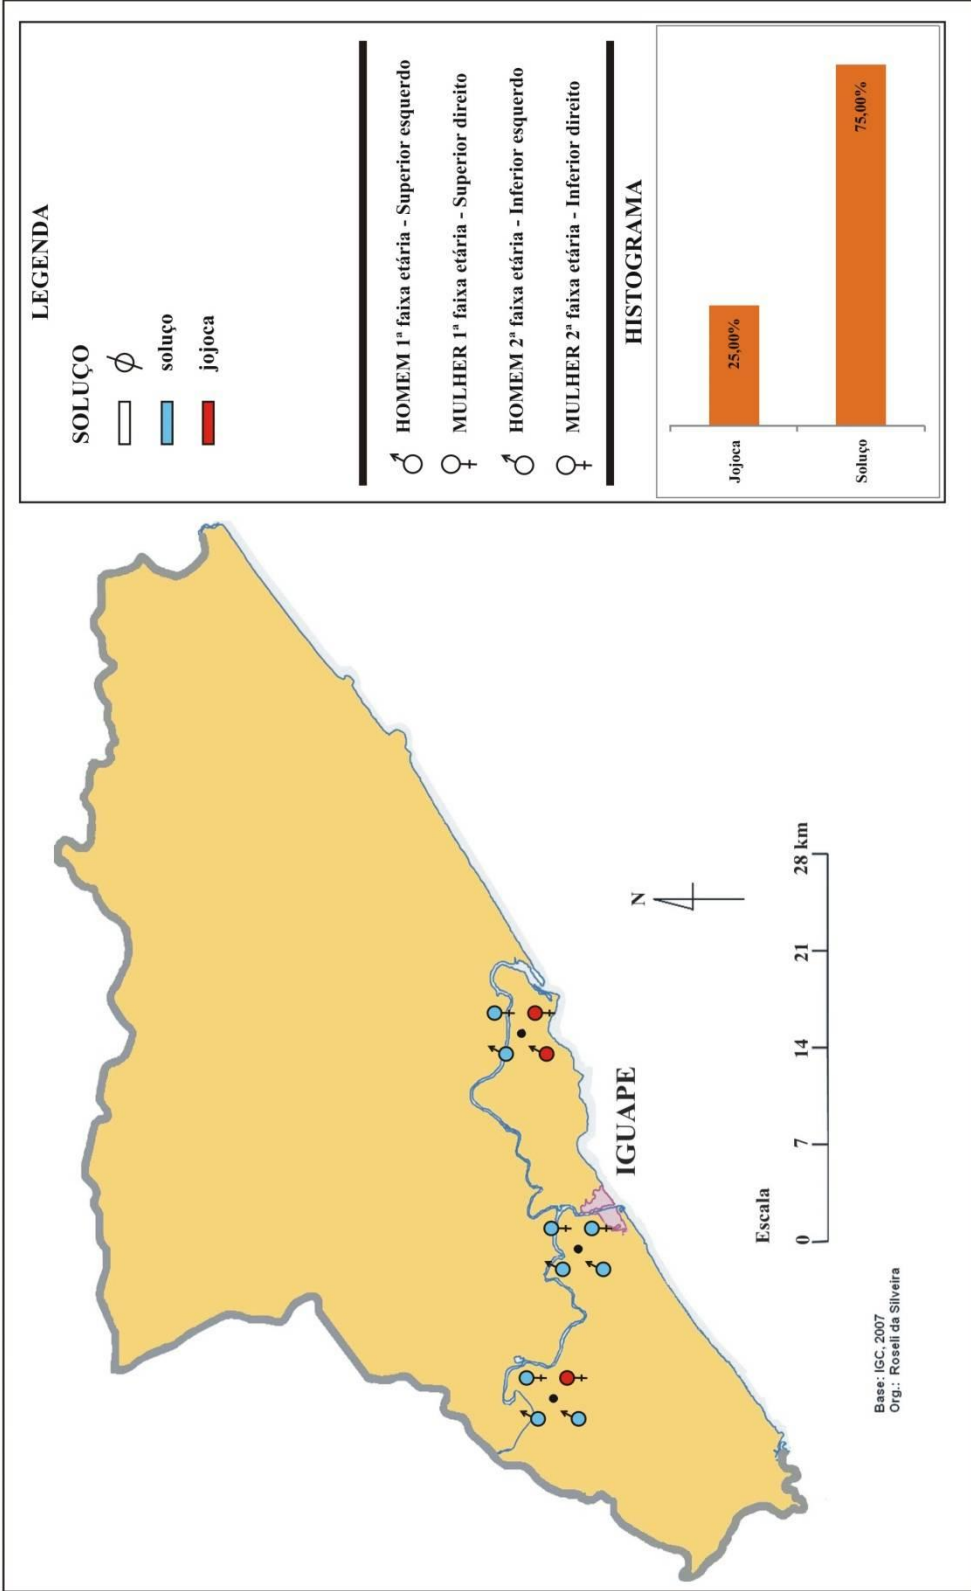 LEGENDA
SOLUÇO
ϕ
soluço
jojoca
HOMEM 1ª faixa etária - Superior esquerdo
MULHER 1ª faixa etária - Superior direito
HOMEM 2ª faixa etária - Inferior esquerdo
MULHER 2ª faixa etária - Inferior direito
HISTOGRAMA
Jojoca
25,00%
Soluço
75,00%
IGUAPE
N
Escala
0 7 14 21 28 km
Base: IGC, 2007
Org.: Roseli da Silveira